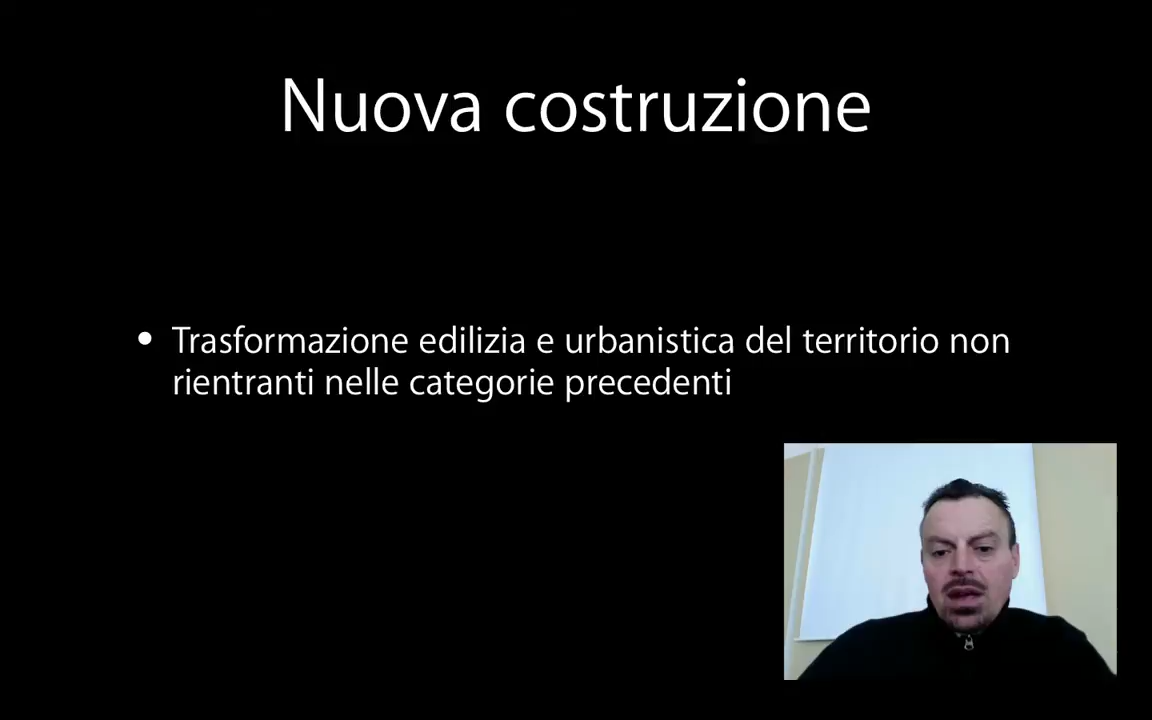 Nuova costruzione
• Trasformazione edilizia e urbanistica del territorio non
rientranti nelle categorie precedenti